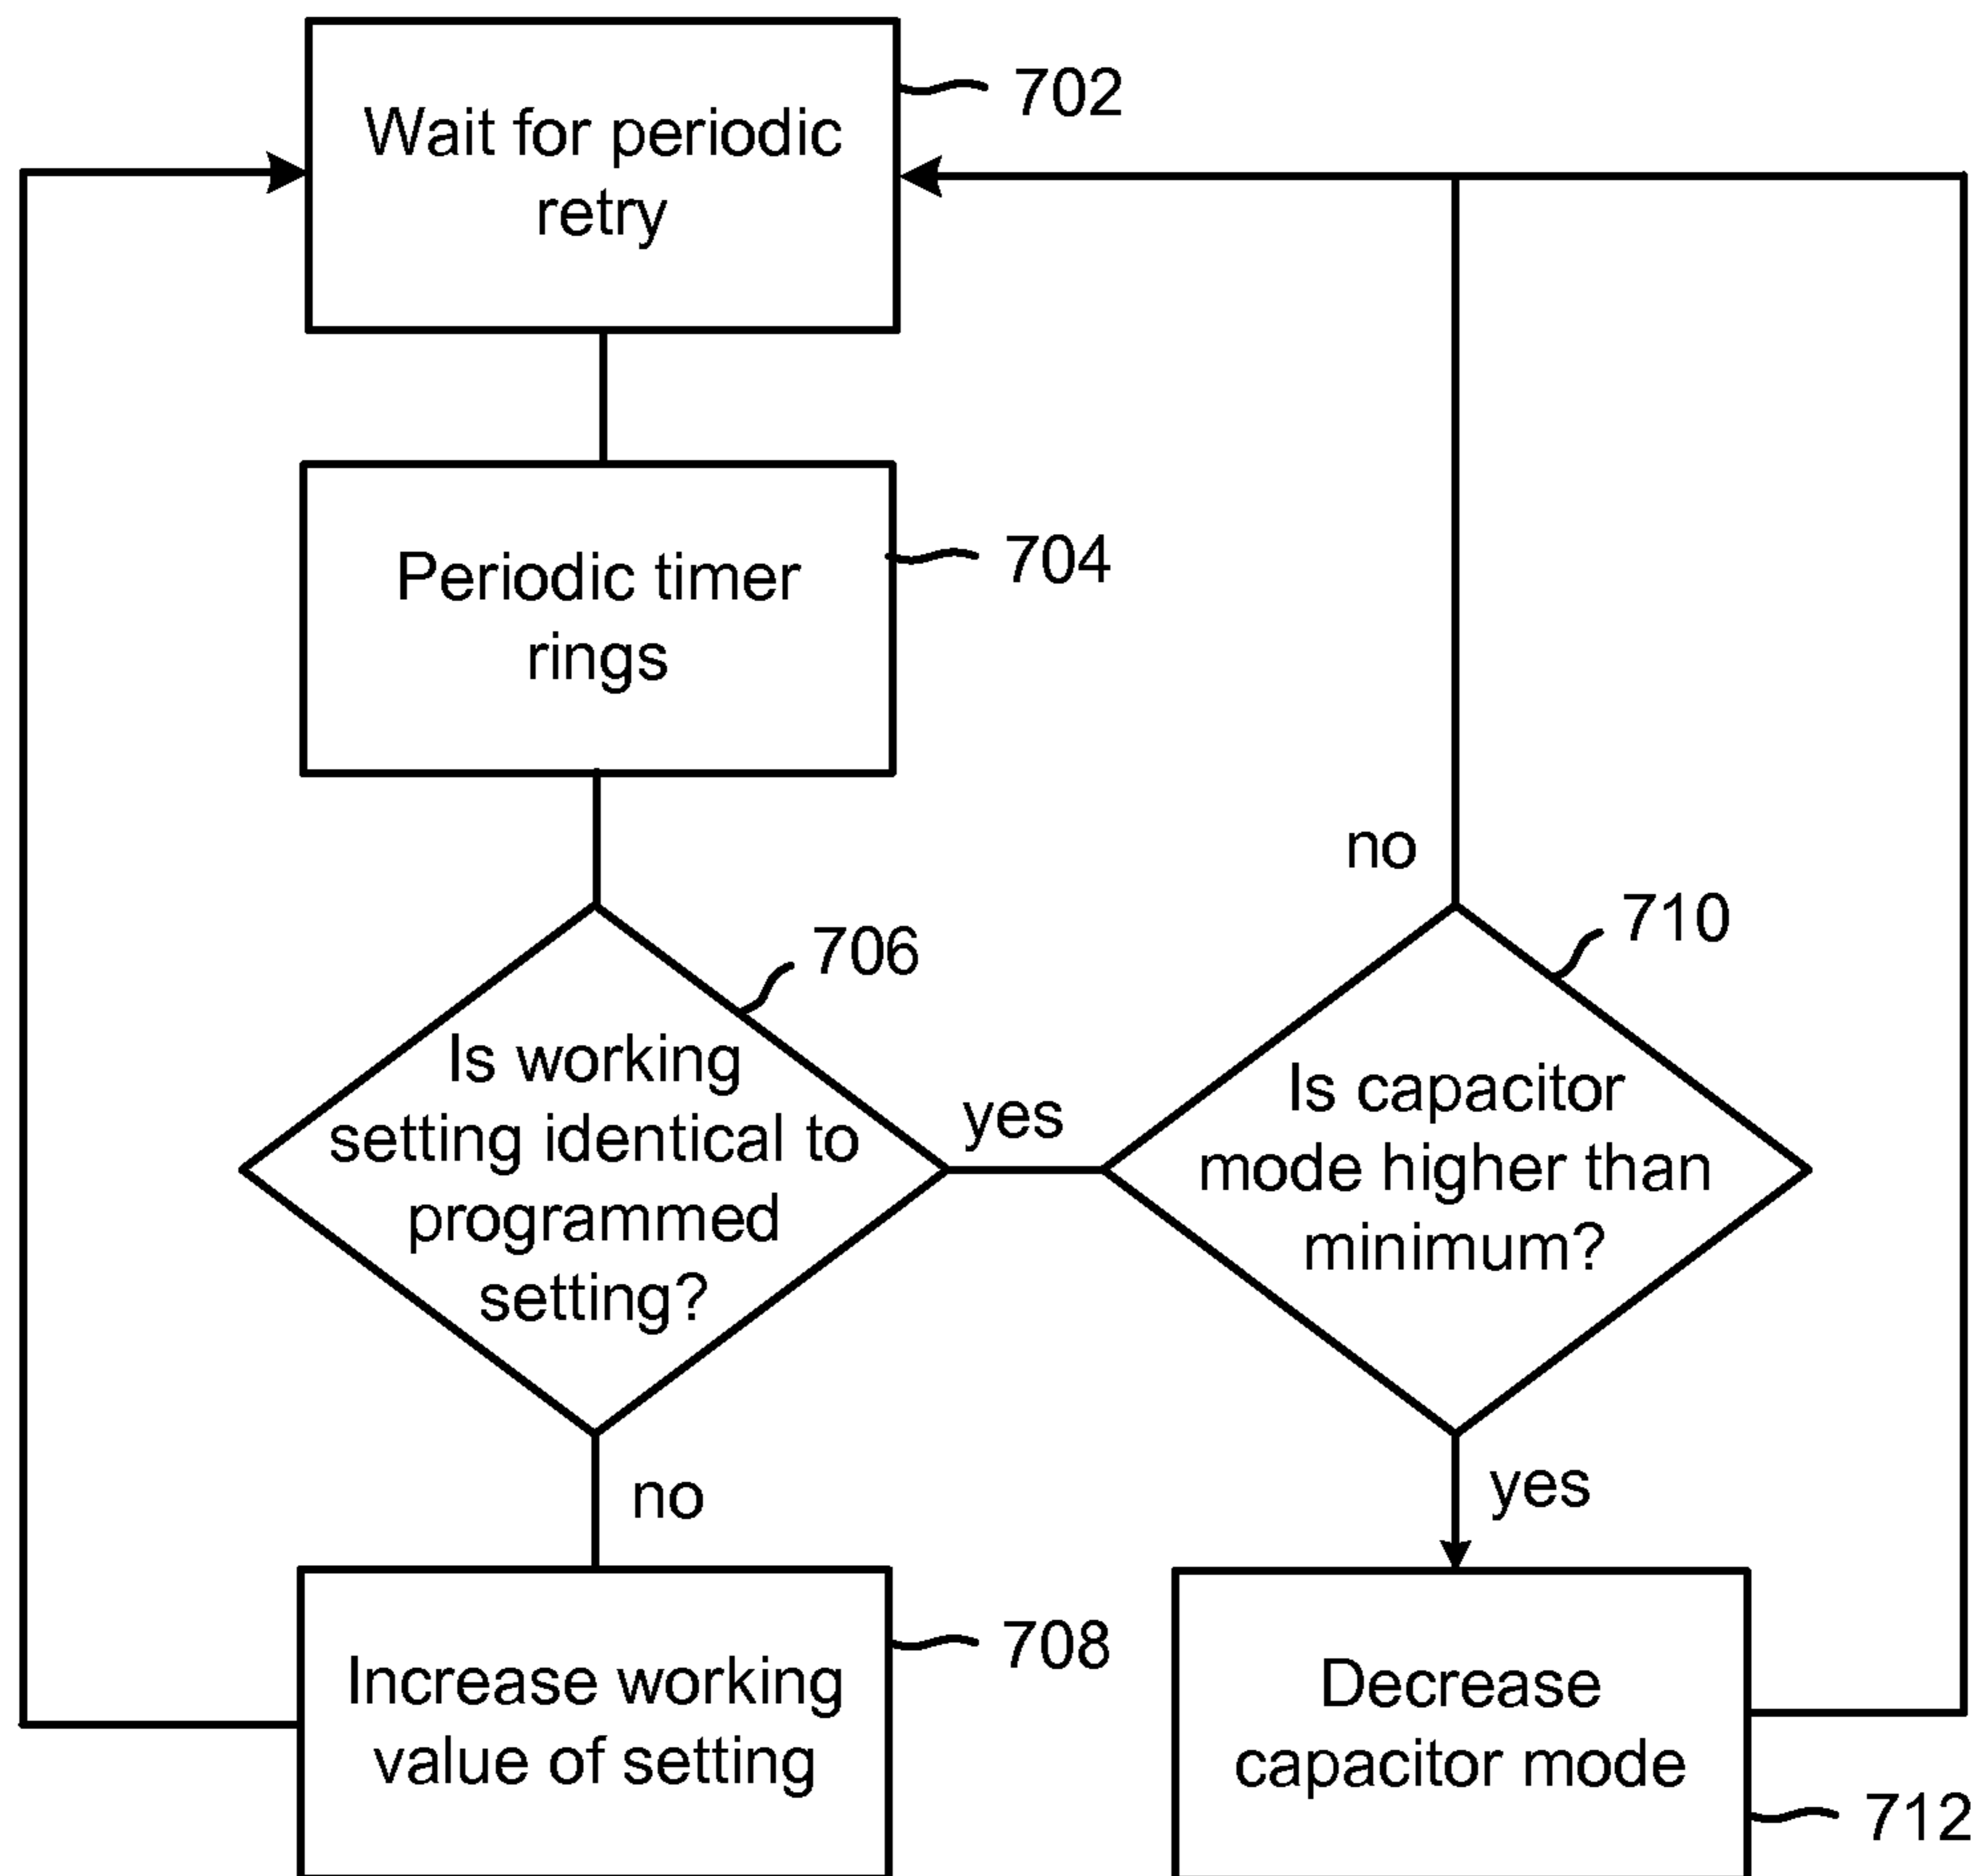 702
Wait for periodic
retry
704
Periodic timer
rings
no
710
706
Is working
setting identical to
programmed
setting?
yes
Is capacitor
mode higher than
minimum?
no
yes
708
Increase working
value of setting
Decrease
capacitor mode
712